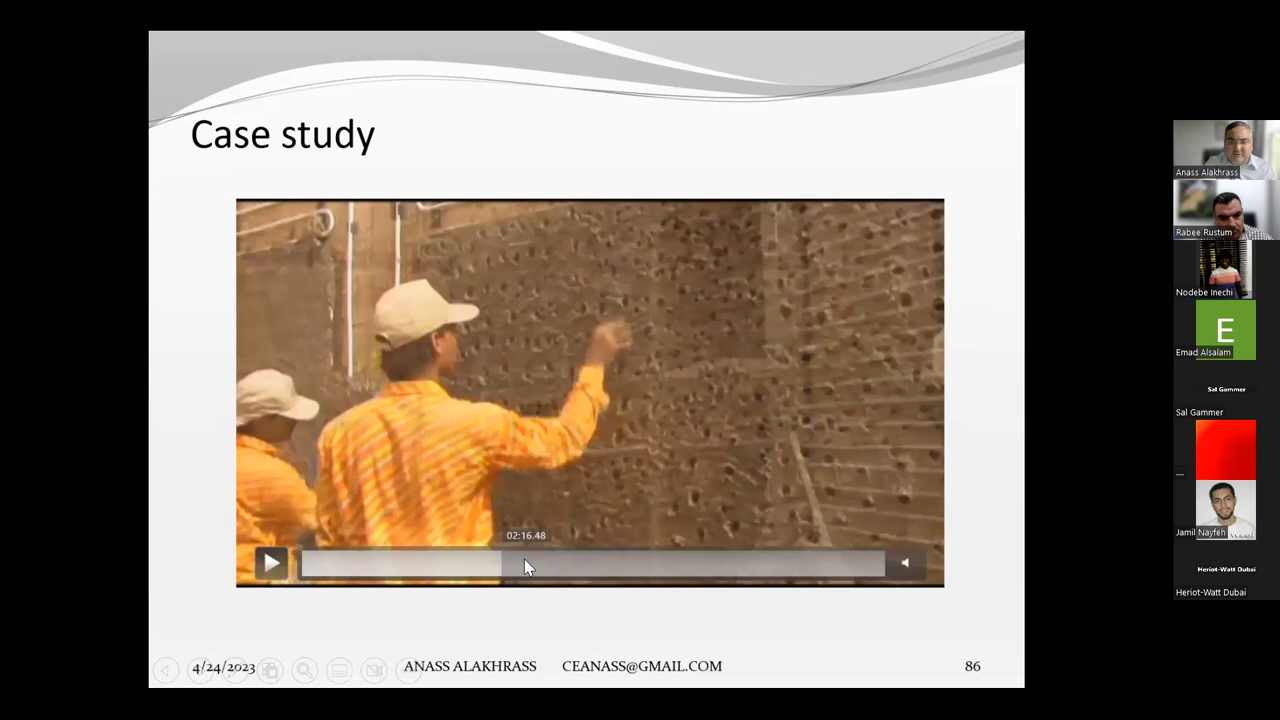 Case study
02:16.48
4/24/2023 ANASS ALAKHRASS CEANASS@GMAIL.COM 86
Anass Alakhrass
Rabee Rustum
Nodebe Inechi
E
Emad Alsalam
Sal Gammer
Sal Gammer
....
Jamil Nayfeh
Heriot-Watt Dubai
Heriot-Watt Dubai